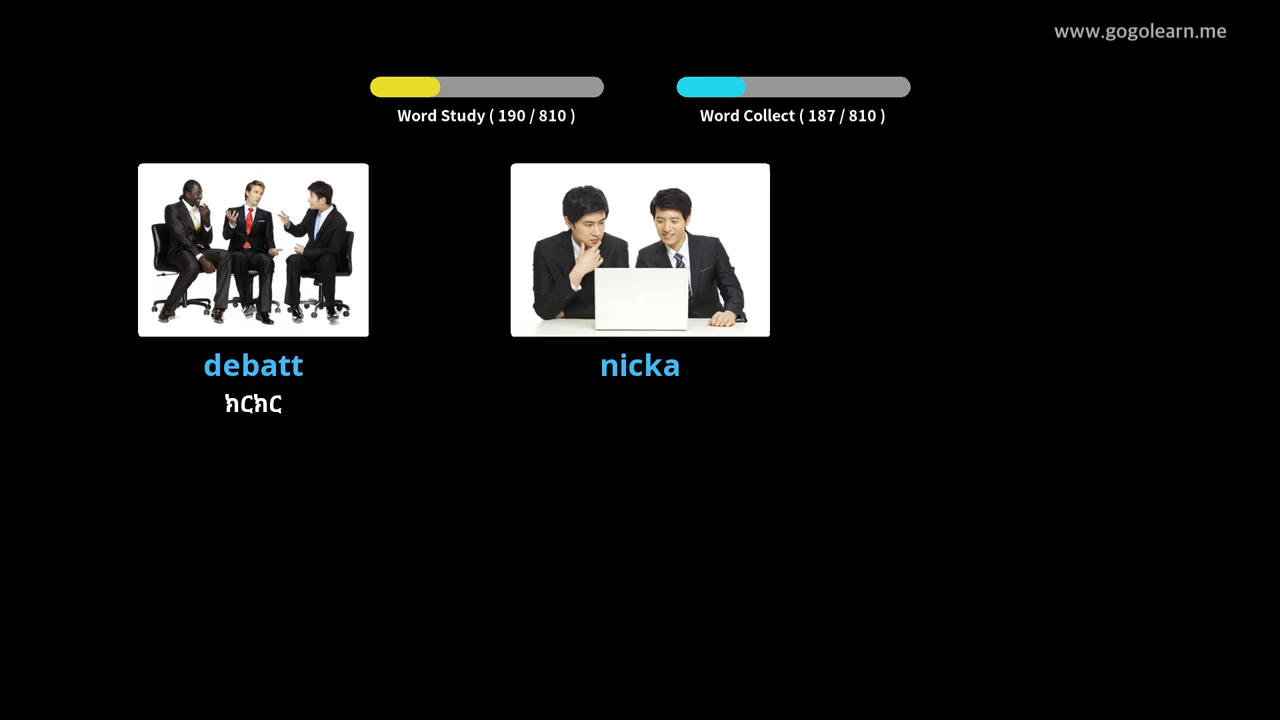 www.gogolearn.me
Word Study ( 190 / 810 )
Word Collect ( 187 / 810 )
debatt
nicka
ክርክር